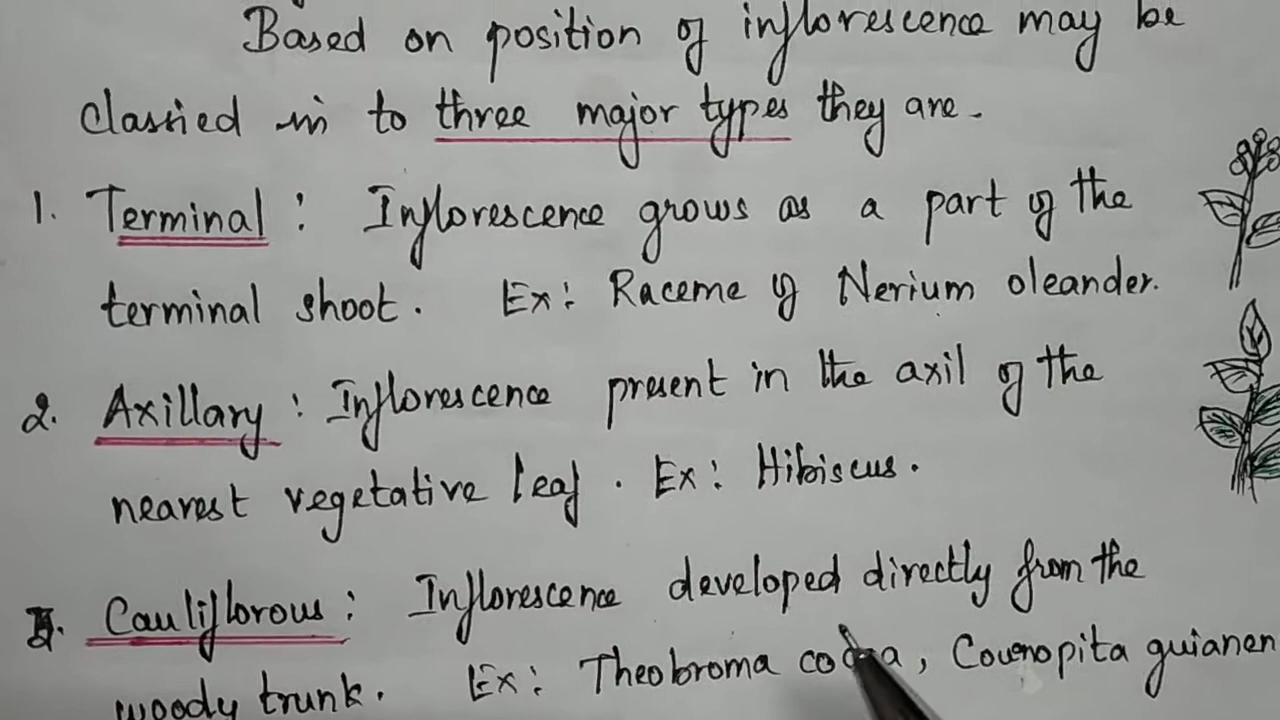 Based on position of inflorescence may be
classied in to three major types they are.
1. Terminal : Inflorescence grows as a part of the
terminal shoot. Ex: Raceme of Nerium oleander.
2. Axillary : Inflorescence present in the axil of the
nearest vegetative leaf. Ex: Hibiscus.
Cauliflorous : Inflorescence developed directly from the
woody trunk. Ex: Theobroma , guianen